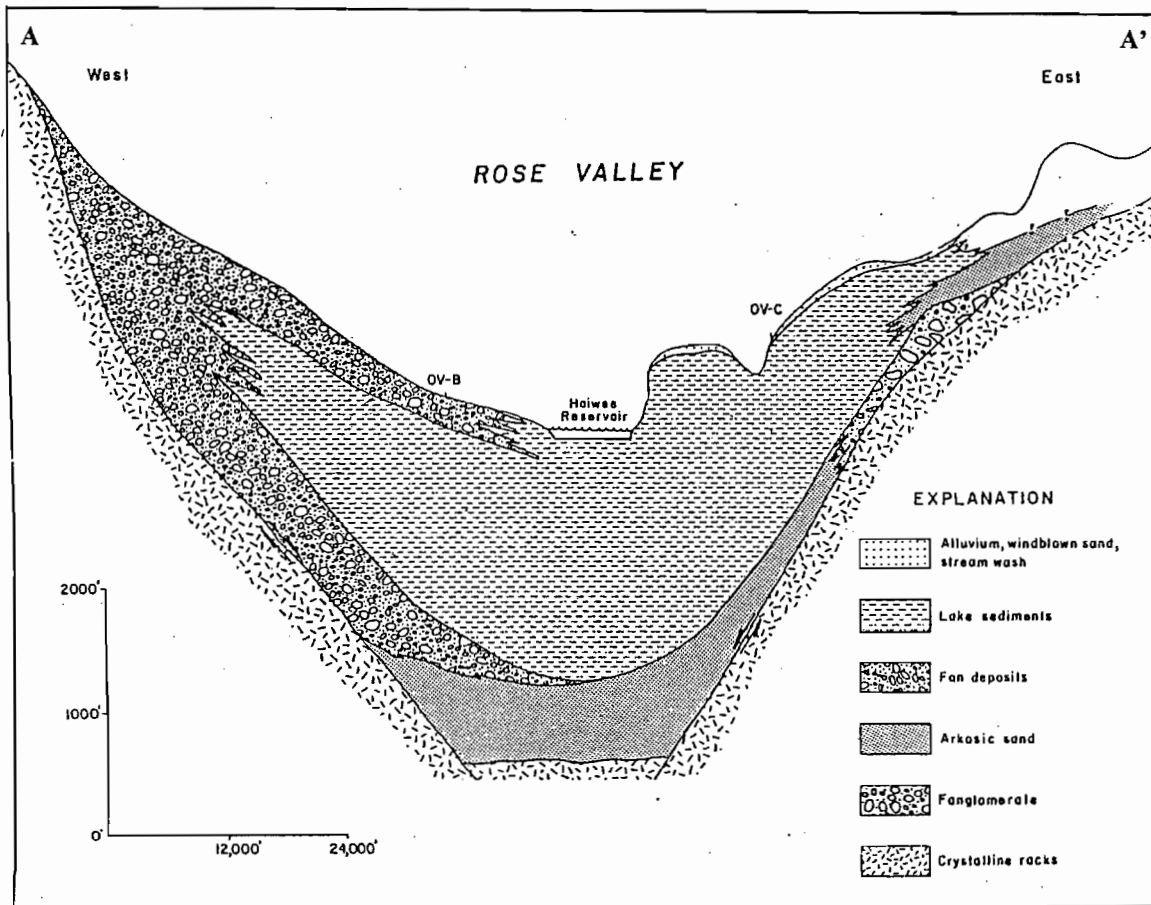 A
A'
West
East
ROSE VALLEY
OV-C
OV-B
Haiwee
Reservoir
EXPLANATION
Alluvium, windblown sand,
stream wash
Lake sediments
Fan deposits
Arkosic sand
Fanglomerate
Crystalline rocks
2000'
1000'
0'
12,000'
24,000'